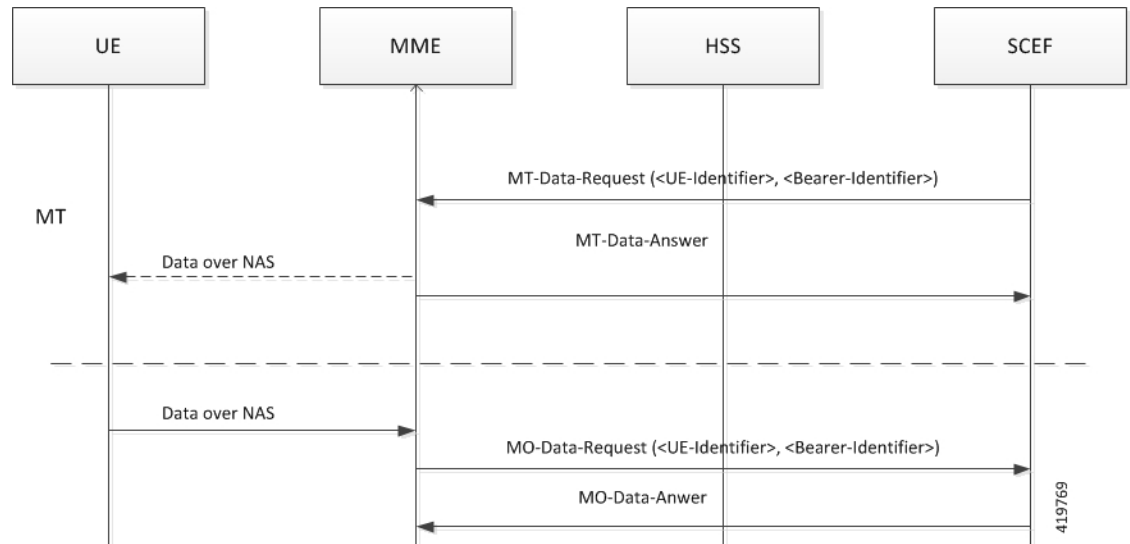 UE
MME
HSS
SCEF
MT-Data-Request (<UE-Identifier>, <Bearer-Identifier>)
MT
MT-Data-Answer
Data over NAS
Data over NAS
MO-Data-Request (<UE-Identifier>, <Bearer-Identifier>)
MO-Data-Anwer
419769